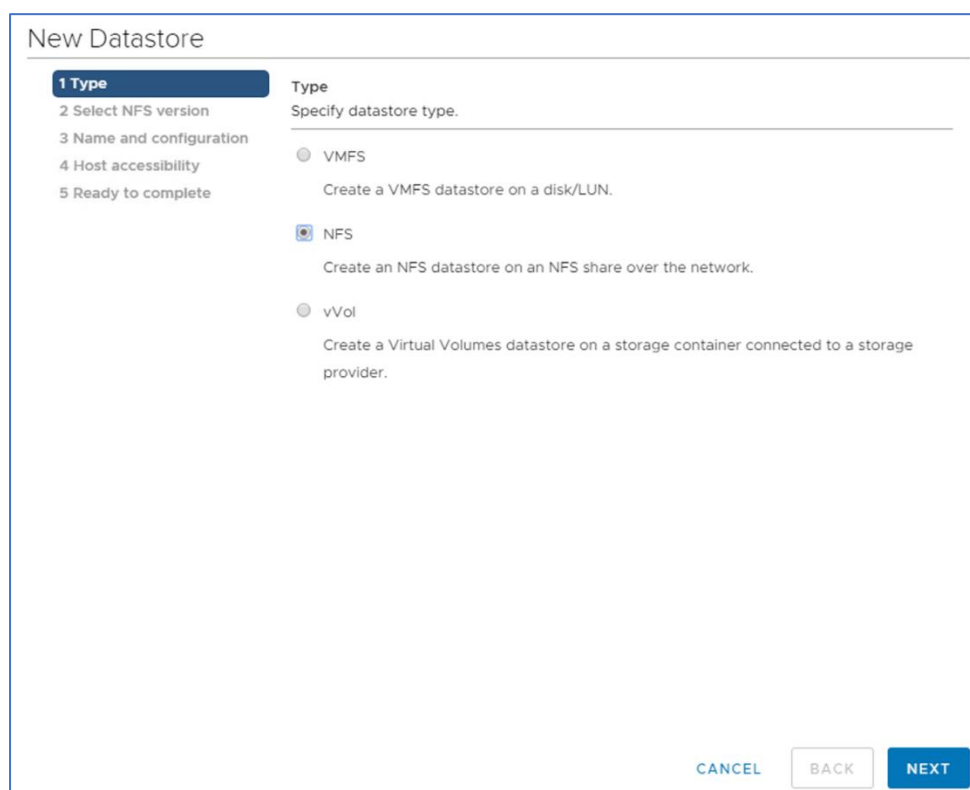 New Datastore
1 Type
2 Select NFS version
3 Name and configuration
4 Host accessibility
5 Ready to complete
Type
Specify datastore type.
VMFS
Create a VMFS datastore on a disk/LUN.
NFS
Create an NFS datastore on an NFS share over the network.
vVol
Create a Virtual Volumes datastore on a storage container connected to a storage
provider.
CANCEL
BACK
NEXT